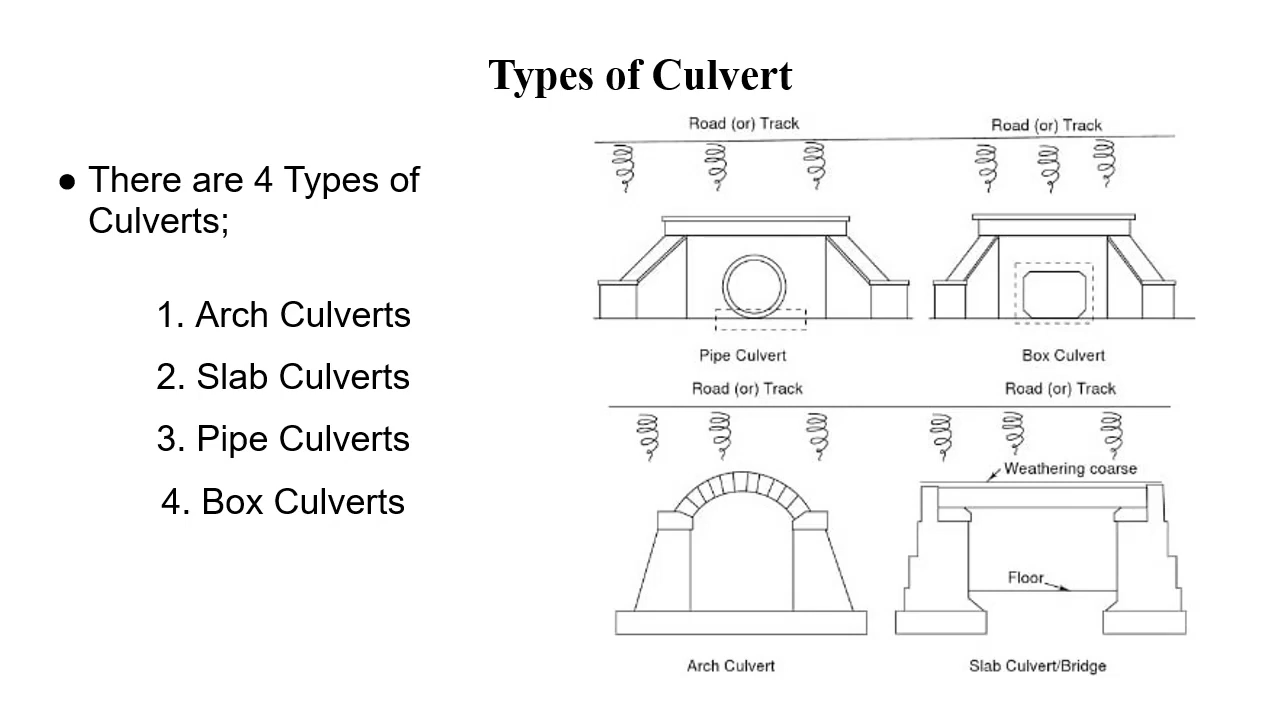 Types of Culvert
● There are 4 Types of
Culverts;
1. Arch Culverts
2. Slab Culverts
3. Pipe Culverts
4. Box Culverts
Road (or) Track
Road (or) Track
Pipe Culvert
Box Culvert
Road (or) Track
Road (or) Track
Weathering coarse
Floor
Arch Culvert
Slab Culvert/Bridge